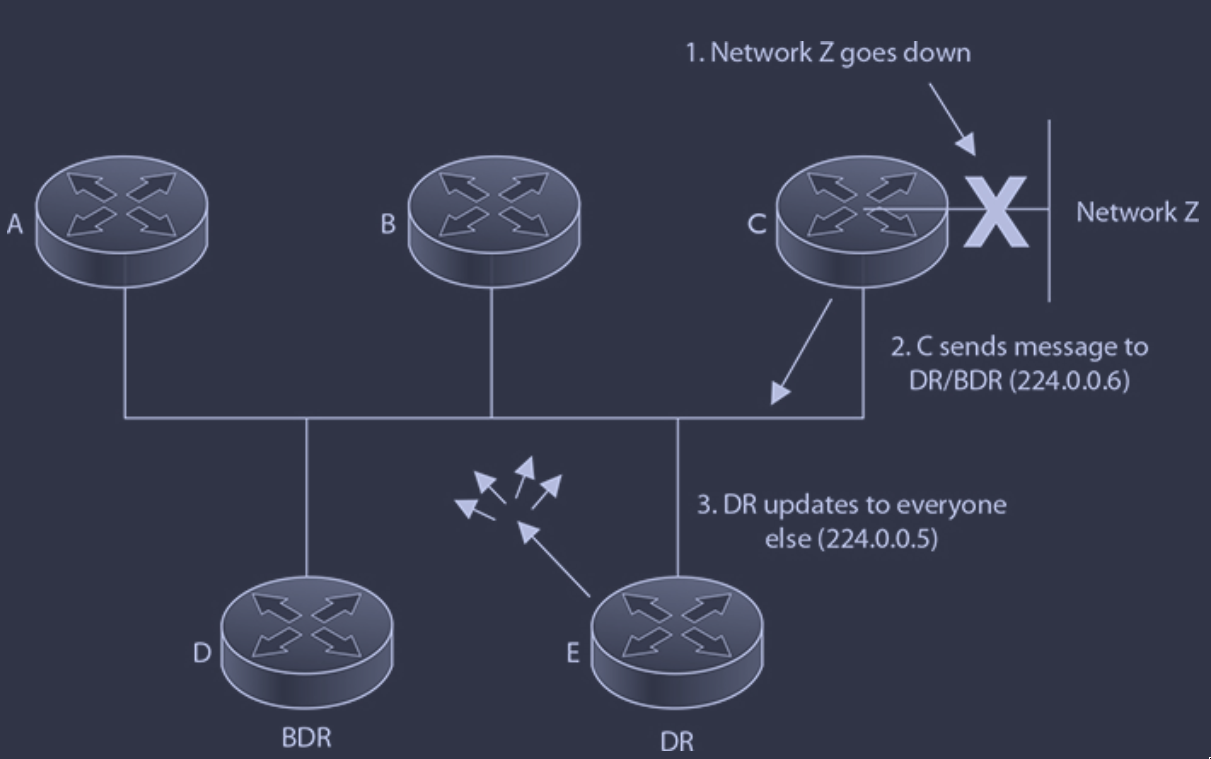 1. Network Z goes down
A
B
C
Network Z
2. C sends message to
DR/BDR (224.0.0.6)
3. DR updates to everyone
else (224.0.0.5)
D
E
BDR
DR